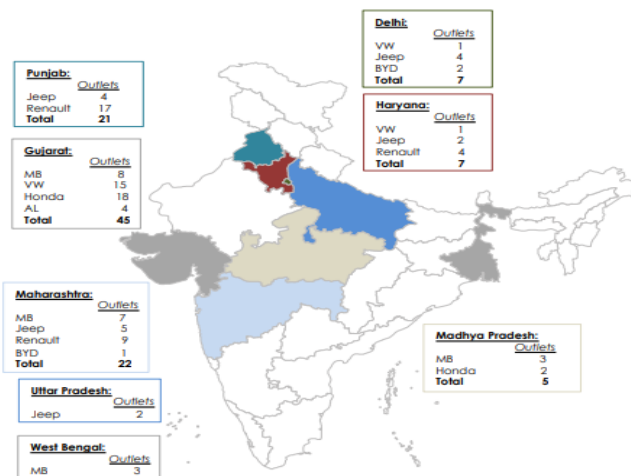 Delhi:
Outlets
VW 1
Jeep 4
BYD 2
Total 7
Punjab:
Outlets
Jeep 4
Renault 17
Total 21
Haryana:
Outlets
VW 1
Jeep 2
Renault 4
Total 7
Gujarat:
Outlets
MB 8
VW 15
Honda 18
AL 4
Total 45
Maharashtra:
Outlets
MB 7
Jeep 5
Renault 9
BYD 1
Total 22
Madhya Pradesh:
Outlets
MB 3
Honda 2
Total 5
Uttar Pradesh:
Outlets
Jeep 2
West Bengal:
Outlets
MB 3